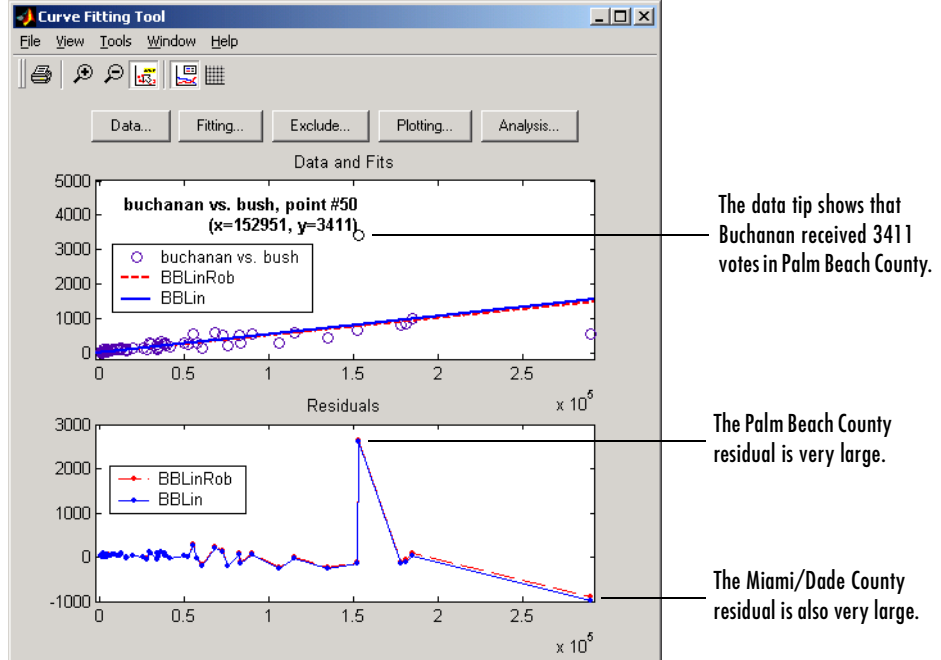 Curve Fitting Tool
File View Tools Window Help
Data... Fitting... Exclude... Plotting... Analysis...
Data and Fits
5000
4000
3000
2000
1000
0
buchanan vs. bush, point #50
(x=152951, y=3411)
buchanan vs. bush
BBLinRob
BBLin
0 0.5 1 1.5 2 2.5
x 10^5
The data tip shows that
Buchanan received 3411
votes in Palm Beach County.
Residuals
3000
2000
1000
0
-1000
BBLinRob
BBLin
0 0.5 1 1.5 2 2.5
x 10^5
The Palm Beach County
residual is very large.
The Miami/Dade County
residual is also very large.